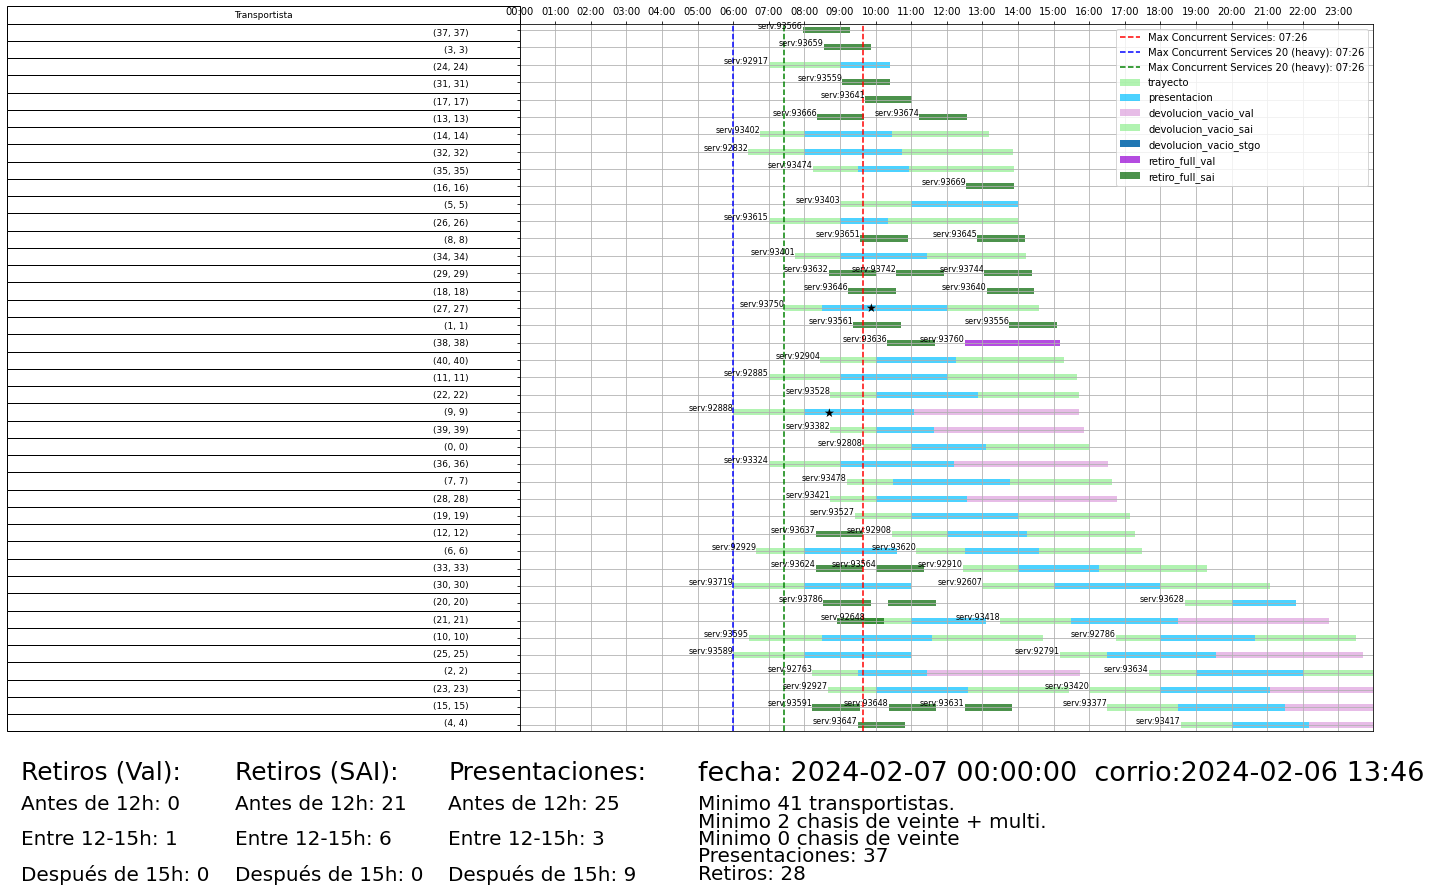 Transportista
00:00 01:00 02:00 03:00 04:00 05:00 06:00 07:00 08:00 09:00 10:00 11:00 12:00 13:00 14:00 15:00 16:00 17:00 18:00 19:00 20:00 21:00 22:00 23:00
Max Concurrent Services: 07:26
Max Concurrent Services 20 (heavy): 07:26
Max Concurrent Services 20 (heavy): 07:26
trayecto
presentacion
devolucion_vacio_val
devolucion_vacio_sai
devolucion_vacio_stgo
retiro_full_val
retiro_full_sai
(37, 37) serv:93566
(3, 3) serv:93659
(24, 24) serv:92917
(31, 31) serv:93559
(17, 17) serv:93641
(13, 13) serv:93666 serv:93674
(14, 14) serv:93402
(32, 32) serv:92832
(35, 35) serv:93474
(16, 16) serv:93669
(5, 5) serv:93403
(26, 26) serv:93615
(8, 8) serv:93651 serv:93645
(34, 34) serv:93401
(29, 29) serv:93632 serv:93742 serv:93744
(18, 18) serv:93646 serv:93640
(27, 27) serv:93750
(1, 1) serv:93561 serv:93556
(38, 38) serv:93636 serv:93760
(40, 40) serv:92904
(11, 11) serv:92885
(22, 22) serv:93528
(9, 9) serv:92888
(39, 39) serv:93382
(0, 0) serv:92808
(36, 36) serv:93324
(7, 7) serv:93478
(28, 28) serv:93421
(19, 19) serv:93527
(12, 12) serv:93637 serv:92908
(6, 6) serv:92929 serv:93620
(33, 33) serv:93624 serv:93564 serv:92910
(30, 30) serv:93719 serv:92607
(20, 20) serv:93786 serv:93628
(21, 21) serv:92648 serv:93418
(10, 10) serv:93595 serv:92786
(25, 25) serv:93589 serv:92791
(2, 2) serv:92763 serv:93634
(23, 23) serv:92927 serv:93420
(15, 15) serv:93591 serv:93648 serv:93631 serv:93377
(4, 4) serv:93647 serv:93417
Retiros (Val):
Antes de 12h: 0
Entre 12-15h: 1
Después de 15h: 0
Retiros (SAI):
Antes de 12h: 21
Entre 12-15h: 6
Después de 15h: 0
Presentaciones:
Antes de 12h: 25
Entre 12-15h: 3
Después de 15h: 9
fecha: 2024-02-07 00:00:00 corrio:2024-02-06 13:46
Minimo 41 transportistas.
Minimo 2 chasis de veinte + multi.
Minimo 0 chasis de veinte
Presentaciones: 37
Retiros: 28